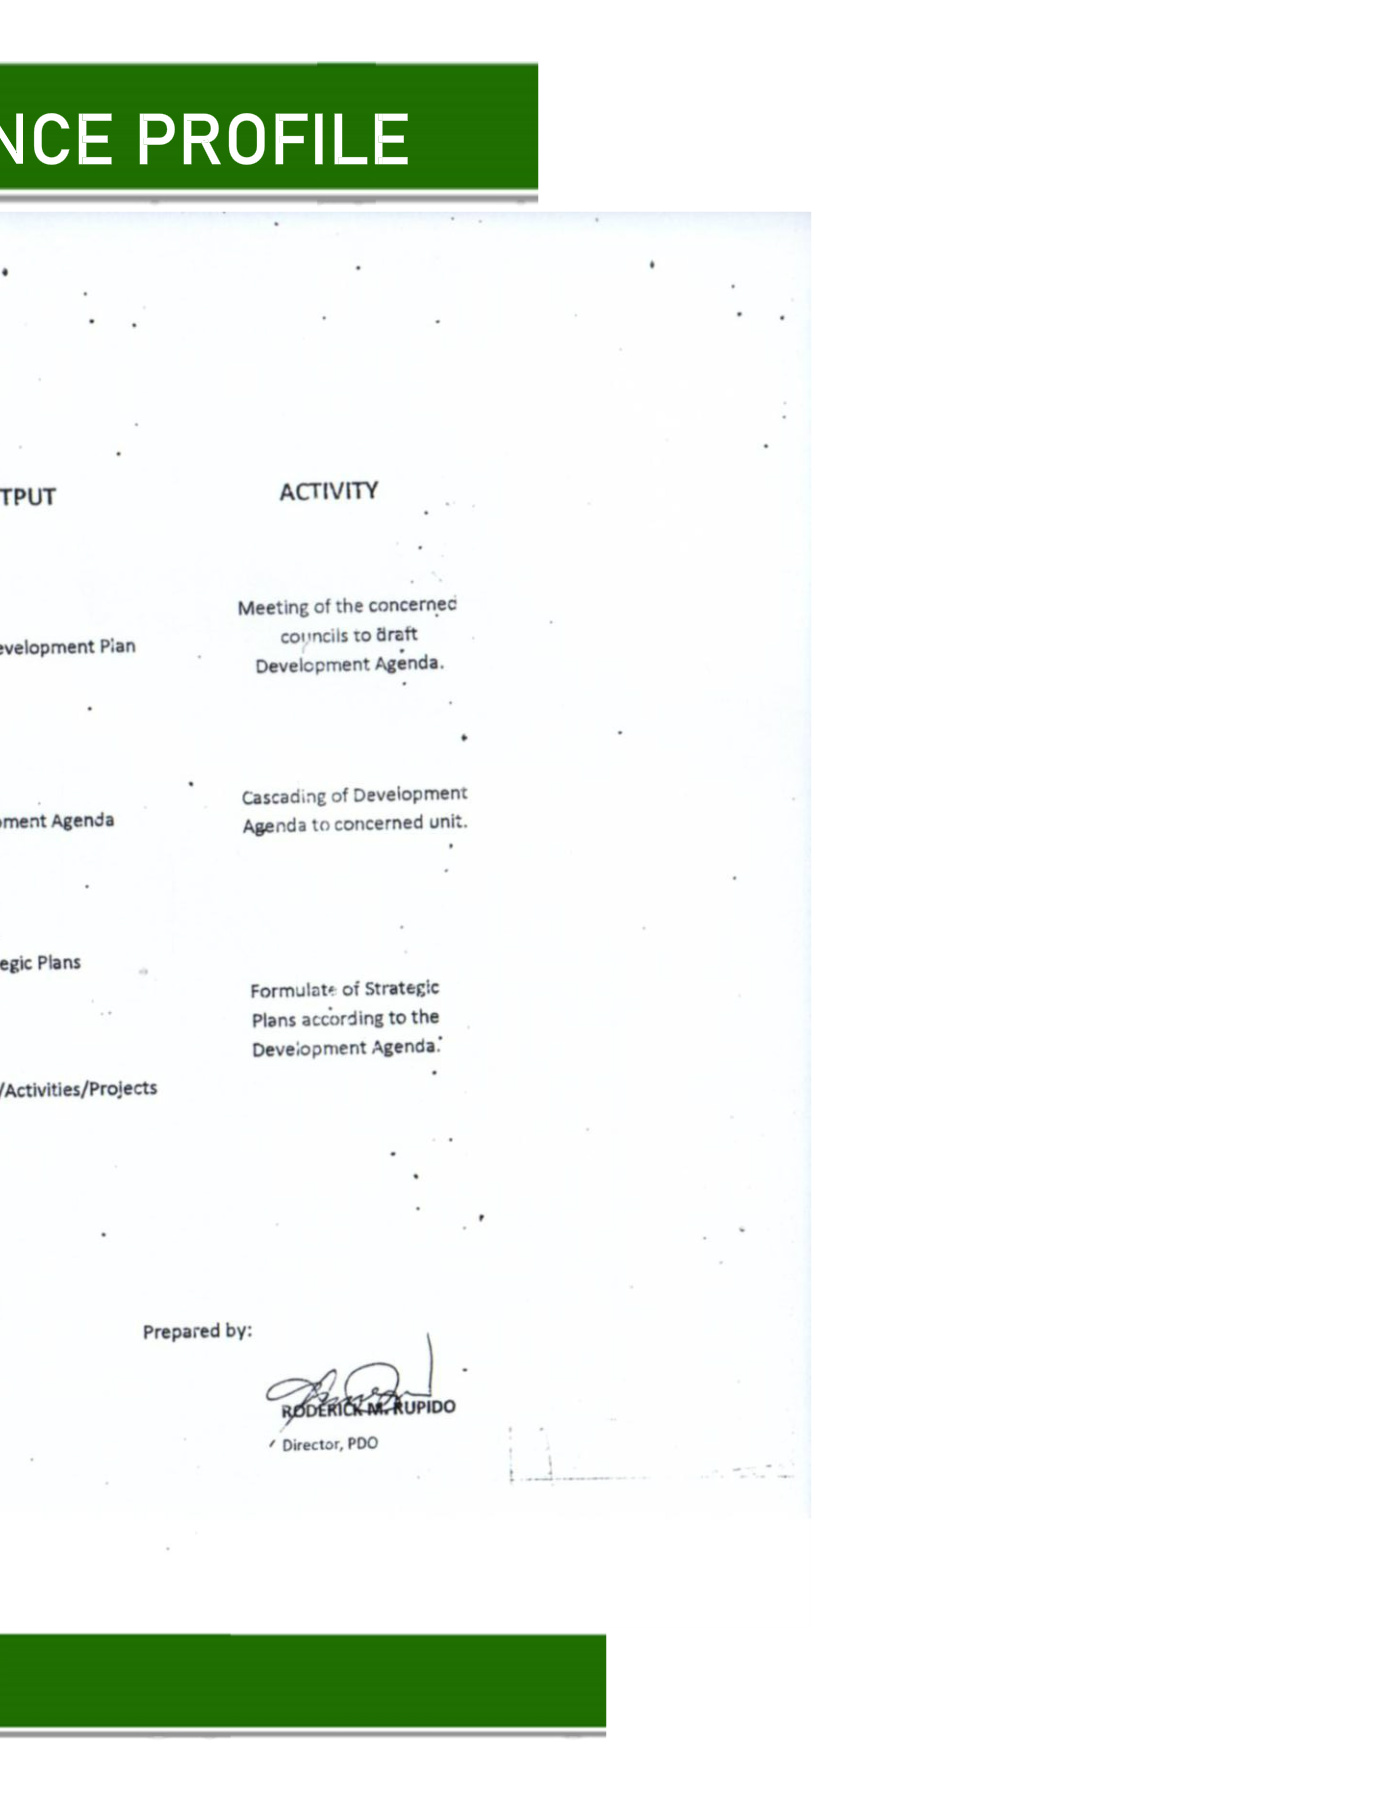 NCE PROFILE
TPUT
ACTIVITY
Meeting of the concerned
councils to draft
Development Agenda.
evelopment Plan
Cascading of Development
Agenda to concerned unit.
ment Agenda
egic Plans
Formulate of Strategic
Plans according to the
Development Agenda.
/Activities/Projects
Prepared by:
RODERICK M. RUPIDO
Director, PDO